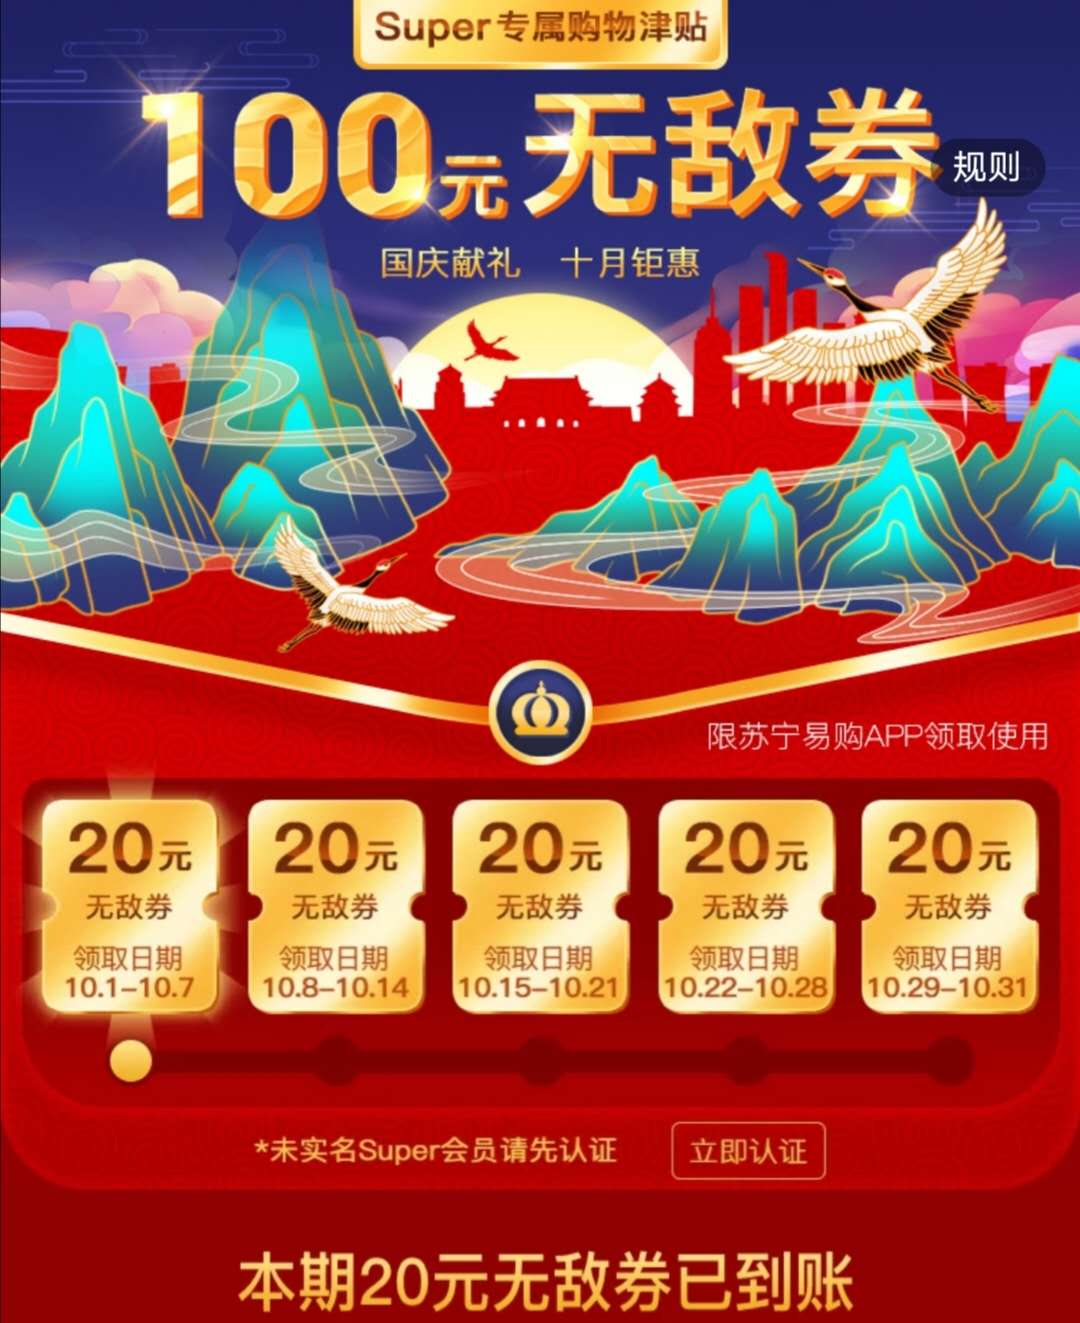 Super专属购物津贴
100元无敌券
规则
国庆献礼 十月钜惠
限苏宁易购APP领取使用
20元 20元 20元 20元 20元
无敌券 无敌券 无敌券 无敌券 无敌券
领取日期 领取日期 领取日期 领取日期 领取日期
10.1-10.7 10.8-10.14 10.15-10.21 10.22-10.28 10.29-10.31
*未实名Super会员请先认证 立即认证
本期20元无敌券已到账